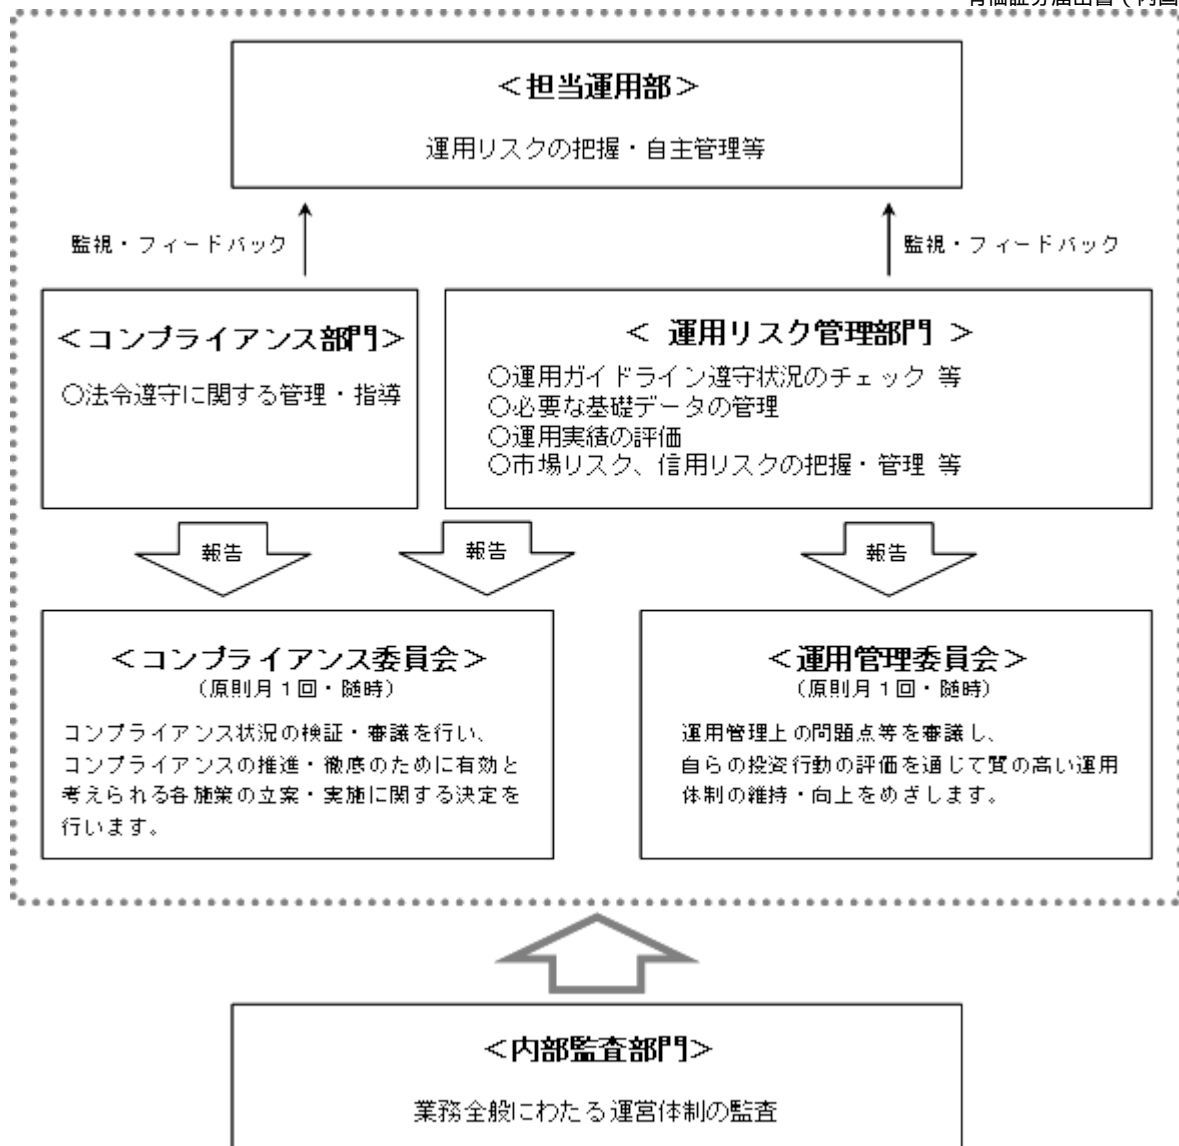 ＜担当運用部＞
運用リスクの把握・自主管理等
監視・フィードバック
監視・フィードバック
＜コンプライアンス部門＞
○法令遵守に関する管理・指導
＜ 運用リスク管理部門 ＞
○運用ガイドライン遵守状況のチェック 等
○必要な基礎データの管理
○運用実績の評価
○市場リスク、信用リスクの把握・管理 等
報告
報告
報告
＜コンプライアンス委員会＞
（原則月１回・随時）
コンプライアンス状況の検証・審議を行い、
コンプライアンスの推進・徹底のために有効と
考えられる各施策の立案・実施に関する決定を
行います。
＜運用管理委員会＞
（原則月１回・随時）
運用管理上の問題点等を審議し、
自らの投資行動の評価を通じて質の高い運用
体制の維持・向上をめざします。
＜内部監査部門＞
業務全般にわたる運営体制の監査